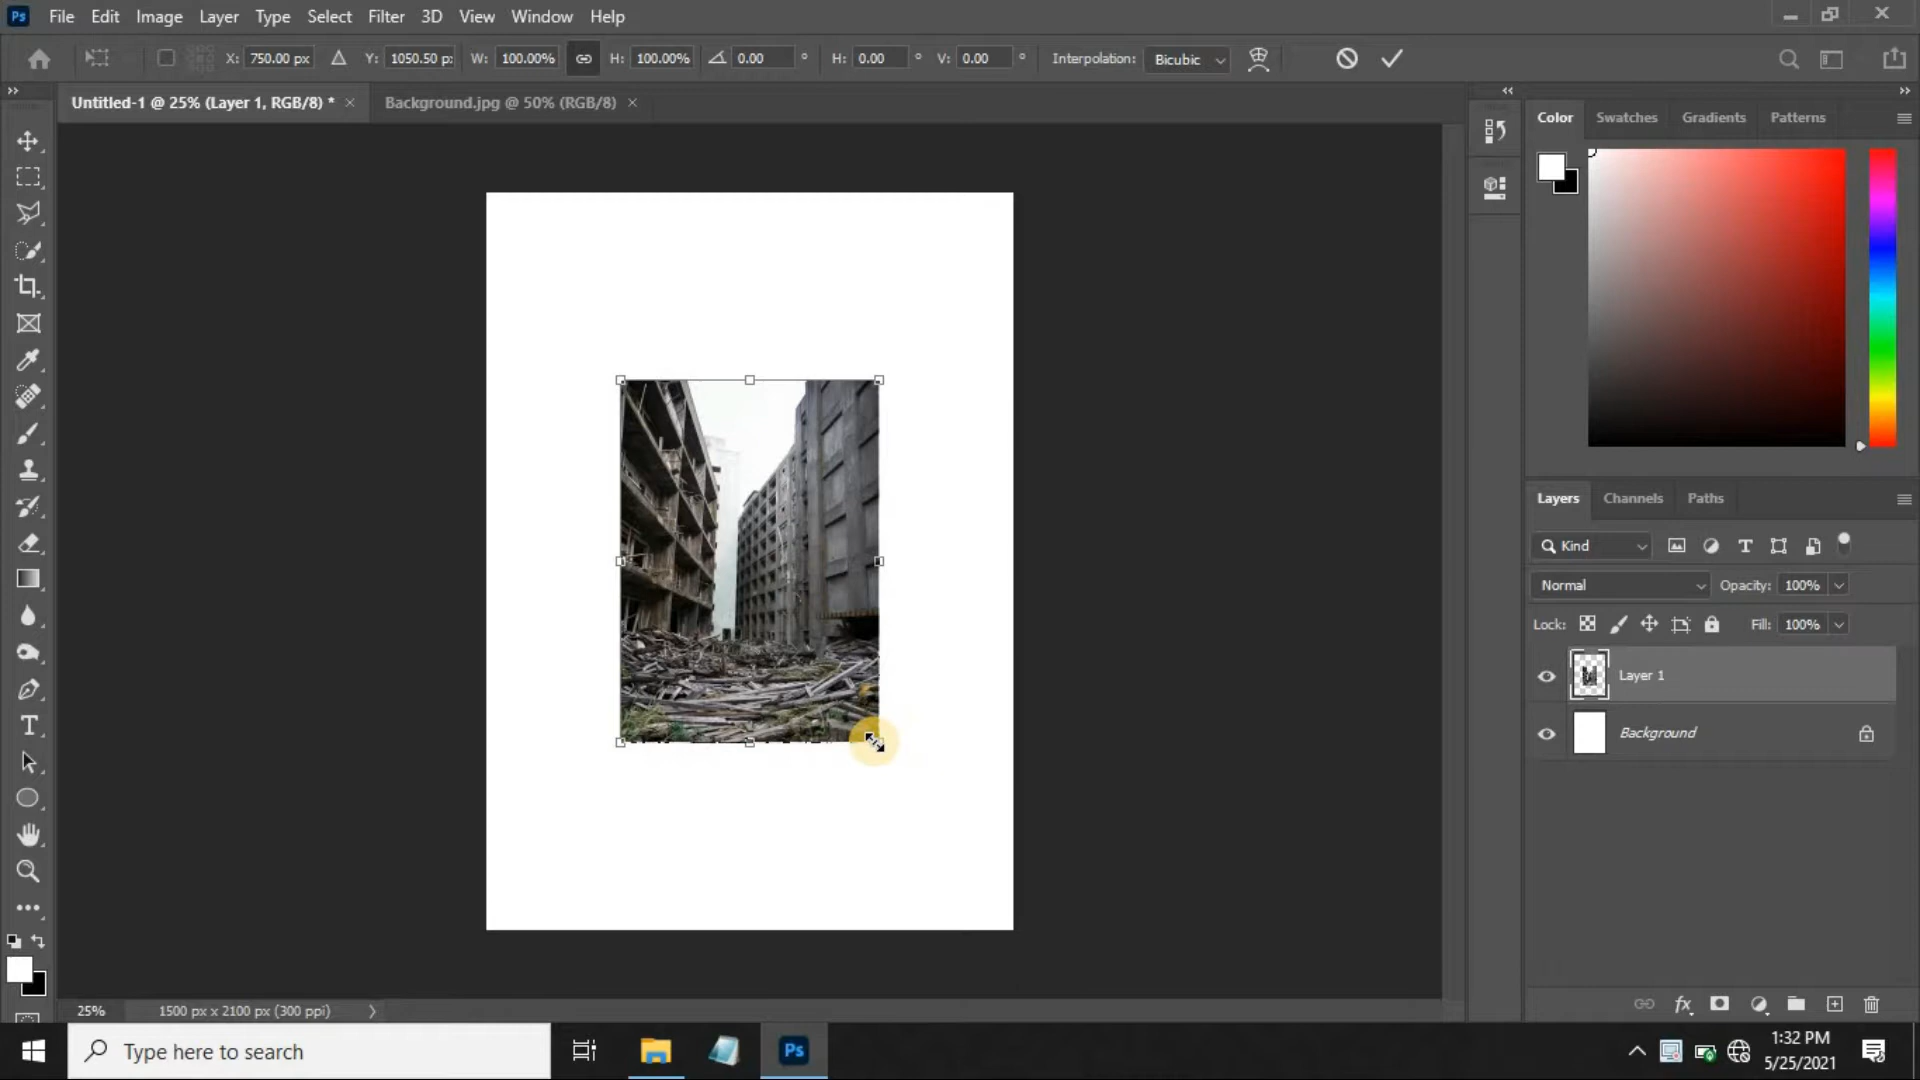 Ps File Edit Image Layer Type Select Filter 3D View Window Help
X: 750.00 px Y: 1050.50 p: W: 100.00% H: 100.00% 0.00 ° H: 0.00 ° V: 0.00 ° Interpolation: Bicubic
Untitled-1 @ 25% (Layer 1, RGB/8) * × Background.jpg @ 50% (RGB/8) ×
Color Swatches Gradients Patterns
Layers Channels Paths
Kind
Normal Opacity: 100%
Lock: Fill: 100%
Layer 1
Background
25% 1500 px x 2100 px (300 ppi)
Type here to search
Ps
1:32 PM
5/25/2021